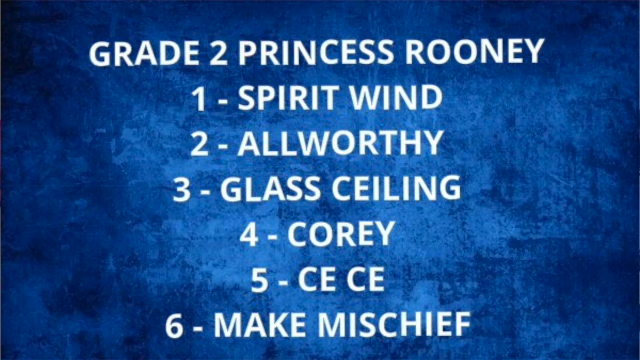 GRADE 2 PRINCESS ROONEY
1 - SPIRIT WIND
2 - ALLWORTHY
3 - GLASS CEILING
4 - COREY
5 - CE CE
6 - MAKE MISCHIEF